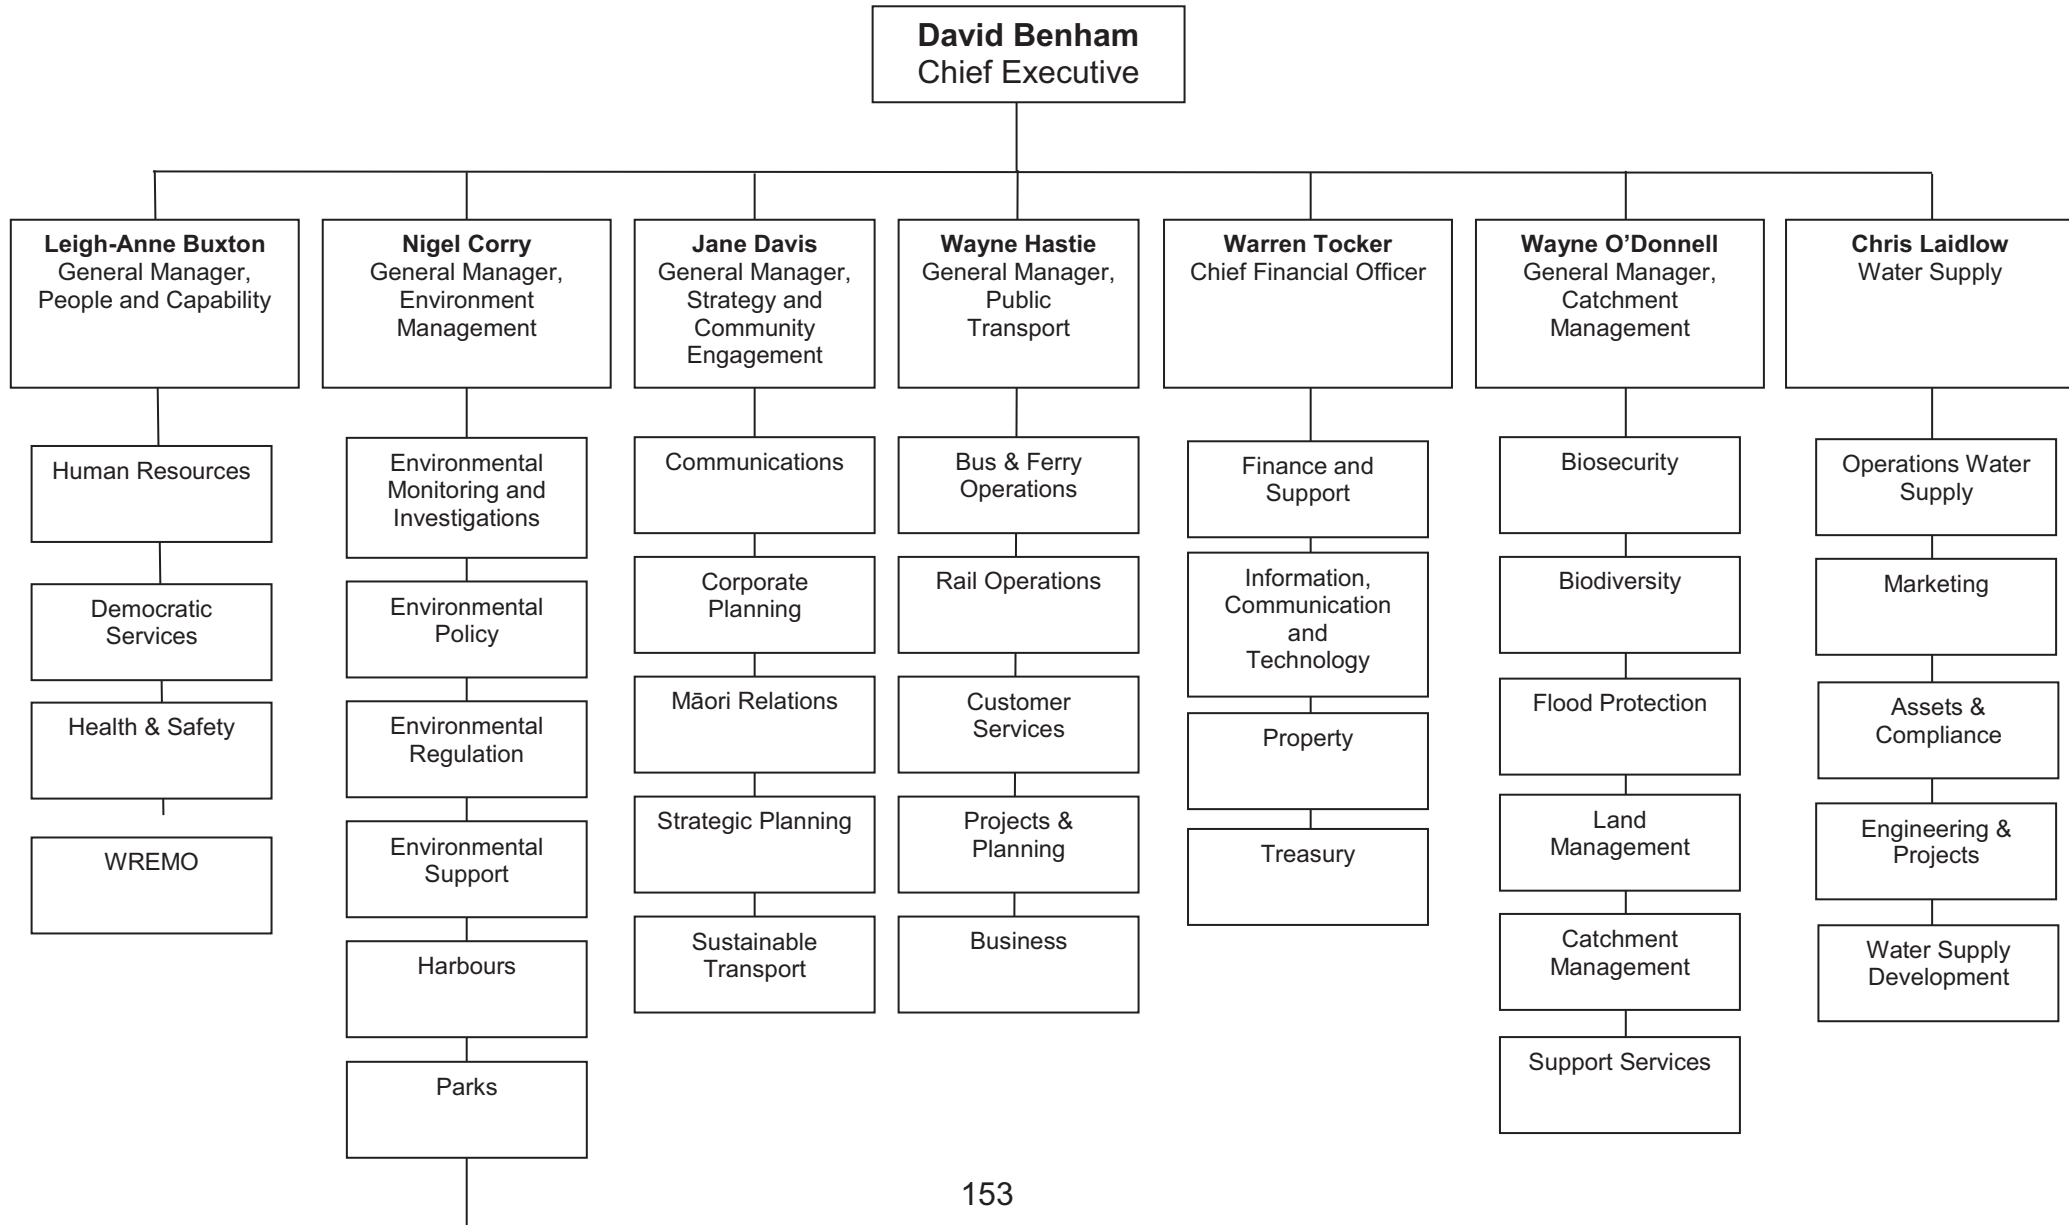 David Benham
Chief Executive
Leigh-Anne Buxton
General Manager,
People and Capability
Human Resources
Democratic
Services
Health & Safety
WREMO
Nigel Corry
General Manager,
Environment
Management
Environmental
Monitoring and
Investigations
Environmental
Policy
Environmental
Regulation
Environmental
Support
Harbours
Parks
Jane Davis
General Manager,
Strategy and
Community
Engagement
Communications
Corporate
Planning
Māori Relations
Strategic Planning
Sustainable
Transport
Wayne Hastie
General Manager,
Public
Transport
Bus & Ferry
Operations
Rail Operations
Customer
Services
Projects &
Planning
Business
Warren Tocker
Chief Financial Officer
Finance and
Support
Information,
Communication
and
Technology
Property
Treasury
Wayne O’Donnell
General Manager,
Catchment
Management
Biosecurity
Biodiversity
Flood Protection
Land
Management
Catchment
Management
Support Services
Chris Laidlow
Water Supply
Operations Water
Supply
Marketing
Assets &
Compliance
Engineering &
Projects
Water Supply
Development
153